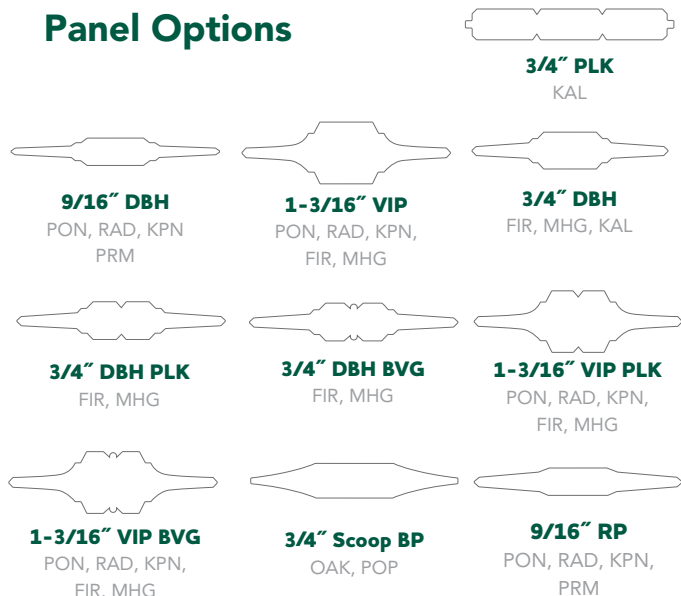 Panel Options
3/4″ PLK
KAL
9/16″ DBH
PON, RAD, KPN
PRM
1-3/16″ VIP
PON, RAD, KPN,
FIR, MHG
3/4″ DBH
FIR, MHG, KAL
3/4″ DBH PLK
FIR, MHG
3/4″ DBH BVG
FIR, MHG
1-3/16″ VIP PLK
PON, RAD, KPN,
FIR, MHG
1-3/16″ VIP BVG
PON, RAD, KPN,
FIR, MHG
3/4″ Scoop BP
OAK, POP
9/16″ RP
PON, RAD, KPN,
PRM